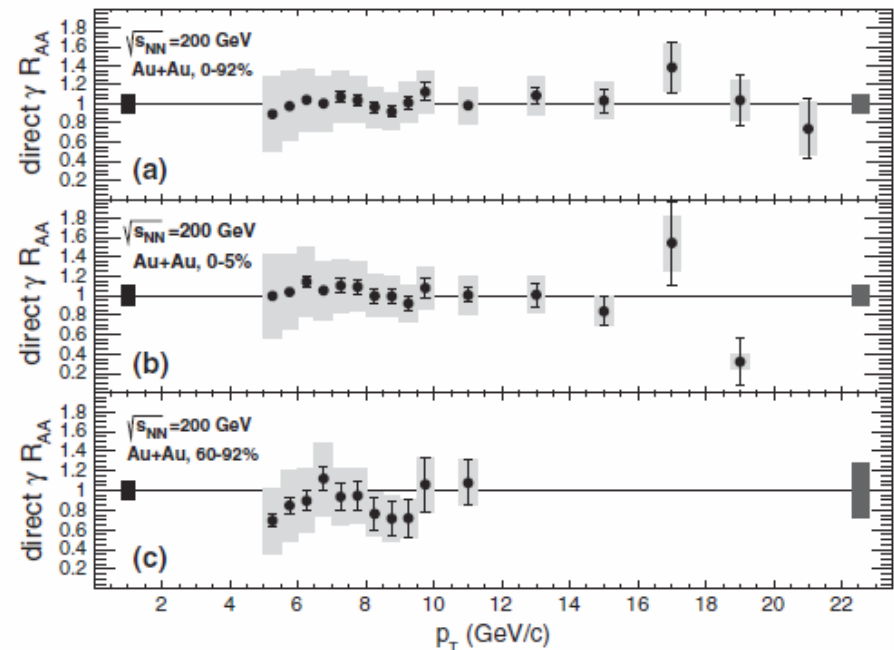 direct γ R_AA
1.8
1.6
1.4
1.2
1
0.8
0.6
0.4
0.2
√s_NN =200 GeV
Au+Au, 0-92%
(a)
direct γ R_AA
1.8
1.6
1.4
1.2
1
0.8
0.6
0.4
0.2
√s_NN =200 GeV
Au+Au, 0-5%
(b)
direct γ R_AA
1.8
1.6
1.4
1.2
1
0.8
0.6
0.4
0.2
√s_NN =200 GeV
Au+Au, 60-92%
(c)
2 4 6 8 10 12 14 16 18 20 22
p_T (GeV/c)